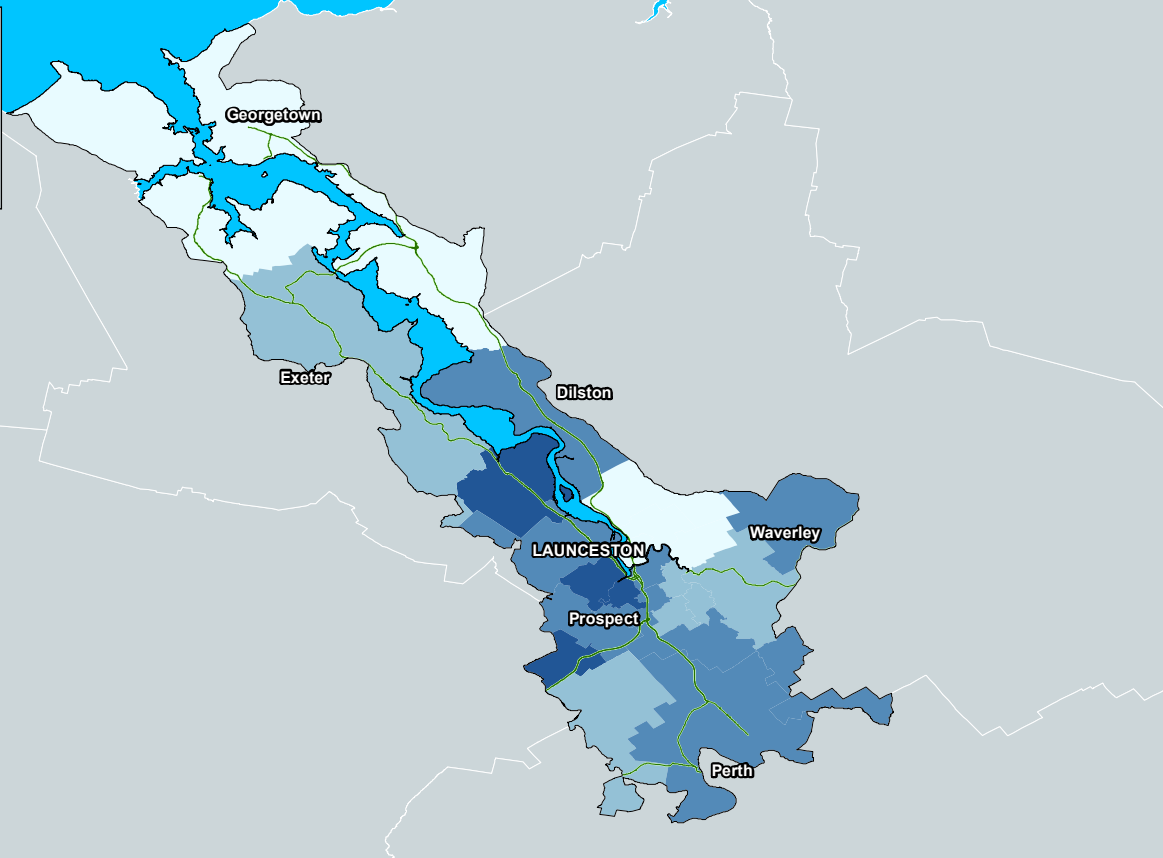 Georgetown
Exeter
Dilston
Waverley
LAUNCESTON
Prospect
Perth